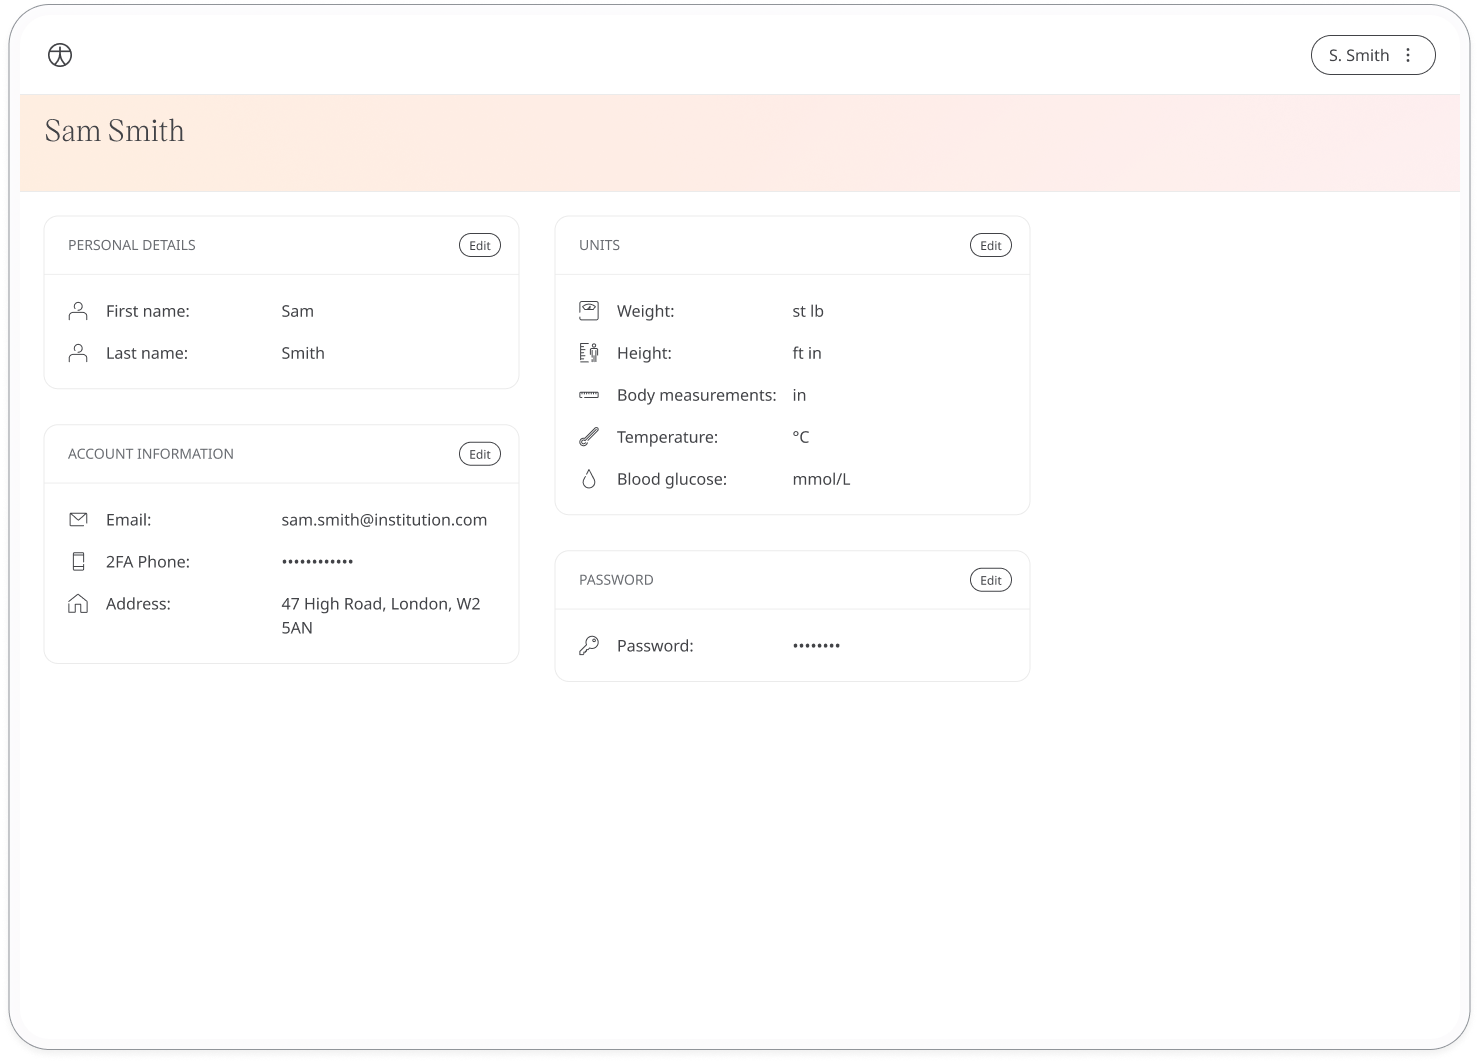 S. Smith
Sam Smith
PERSONAL DETAILS
Edit
First name: Sam
Last name: Smith
ACCOUNT INFORMATION
Edit
Email: sam.smith@institution.com
2FA Phone: ••••••••••••
Address: 47 High Road, London, W2
5AN
UNITS
Edit
Weight: st lb
Height: ft in
Body measurements: in
Temperature: °C
Blood glucose: mmol/L
PASSWORD
Edit
Password: ••••••••